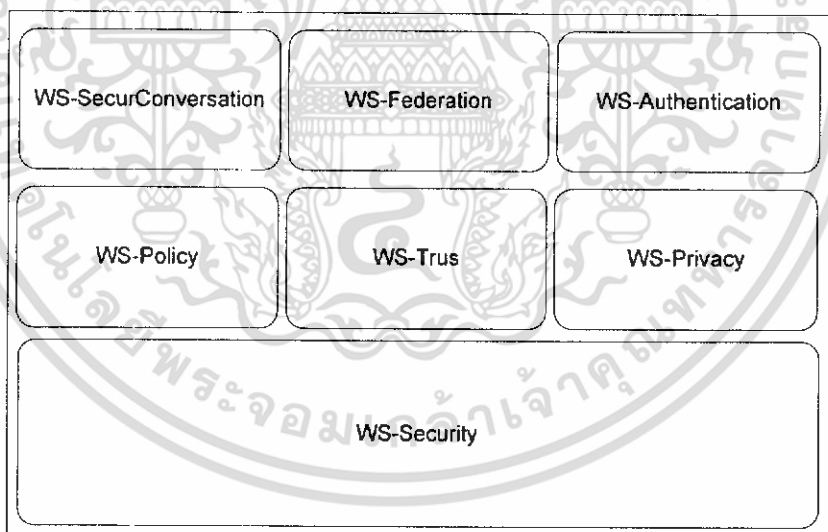 WS-SecurConversation
WS-Federation
WS-Authentication
WS-Policy
WS-Trus
WS-Privacy
WS-Security